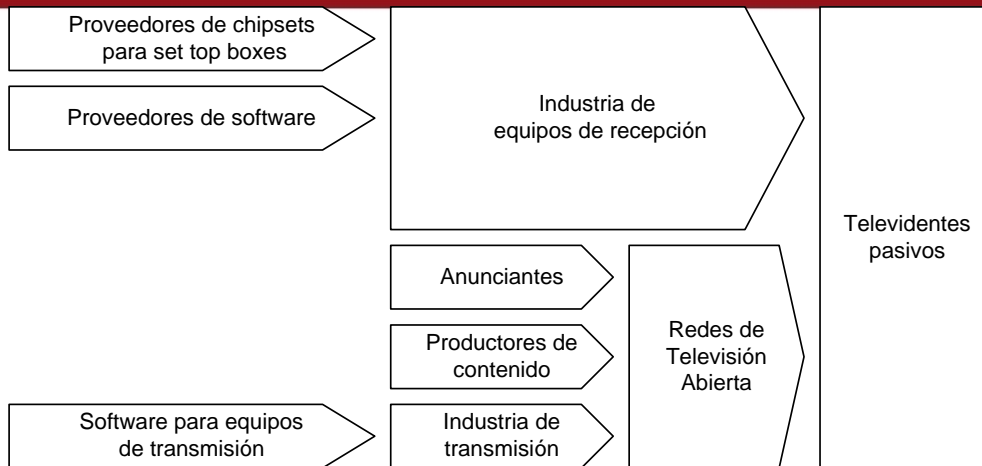 Proveedores de chipsets
para set top boxes
Proveedores de software
Industria de
equipos de recepción
Televidentes
pasivos
Anunciantes
Productores de
contenido
Redes de
Televisión
Abierta
Software para equipos
de transmisión
Industria de
transmisión